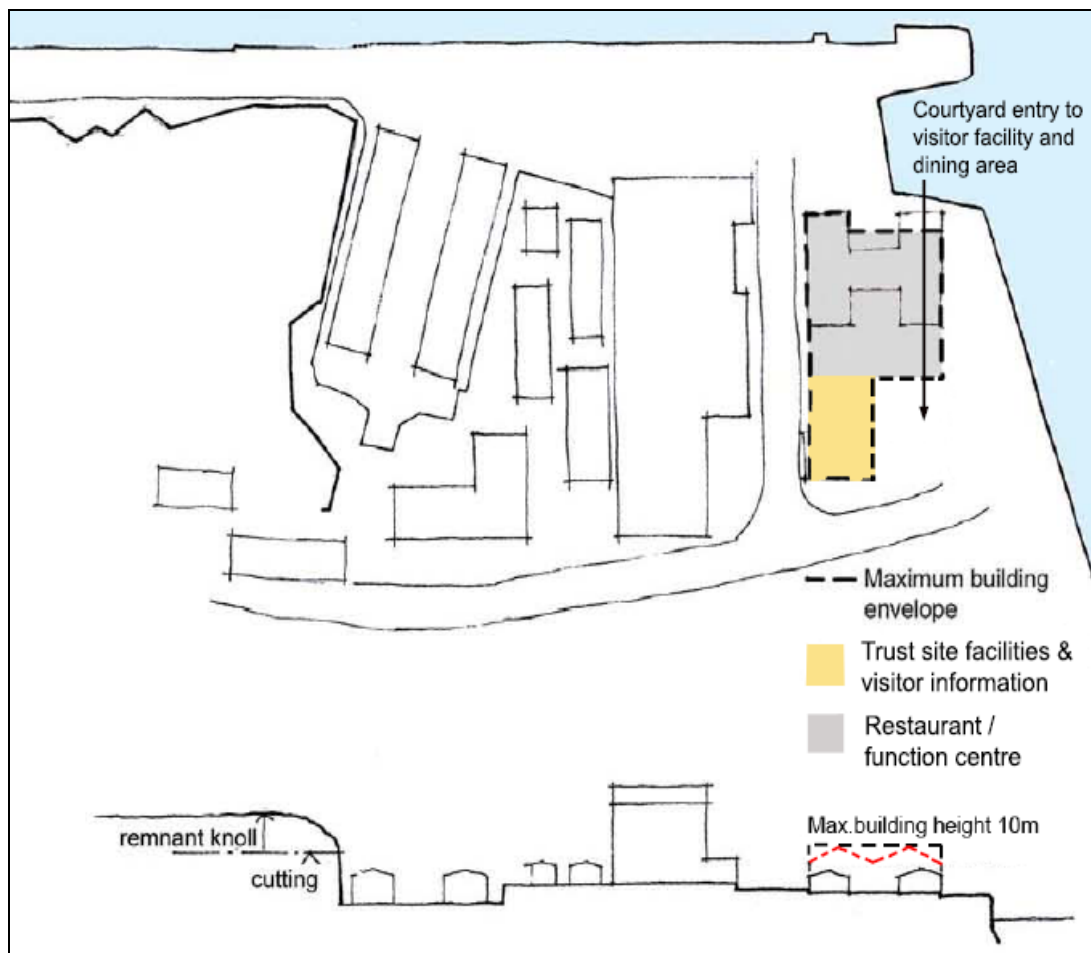 Courtyard entry to
visitor facility and
dining area
Maximum building
envelope
Trust site facilities &
visitor information
Restaurant /
function centre
remnant knoll
cutting
Max.building height 10m